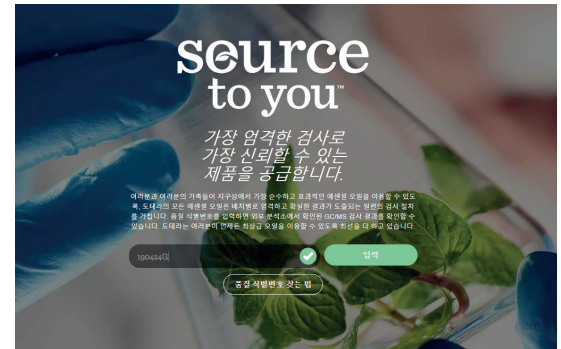 source
to you™
가장 엄격한 검사로
가장 신뢰할 수 있는
제품을 공급합니다.
여러분과 여러분의 가족들이 지구상에서 가장 순수하고 효과적인 에센셜 오일을 이용할 수 있도
록, 도테라의 모든 에센셜 오일은 배치별로 엄격하고 확실한 결과가 도출되는 일련의 검사 절차
를 거칩니다. 품질 식별번호를 입력하면 외부 분석소에서 확인된 GC/MS 검사 결과를 확인할 수
있습니다. 도테라는 여러분이 언제든 최상급 오일을 이용할 수 있도록 최선을 다 하고 있습니다.
190424G
입력
품질 식별번호 찾는 법